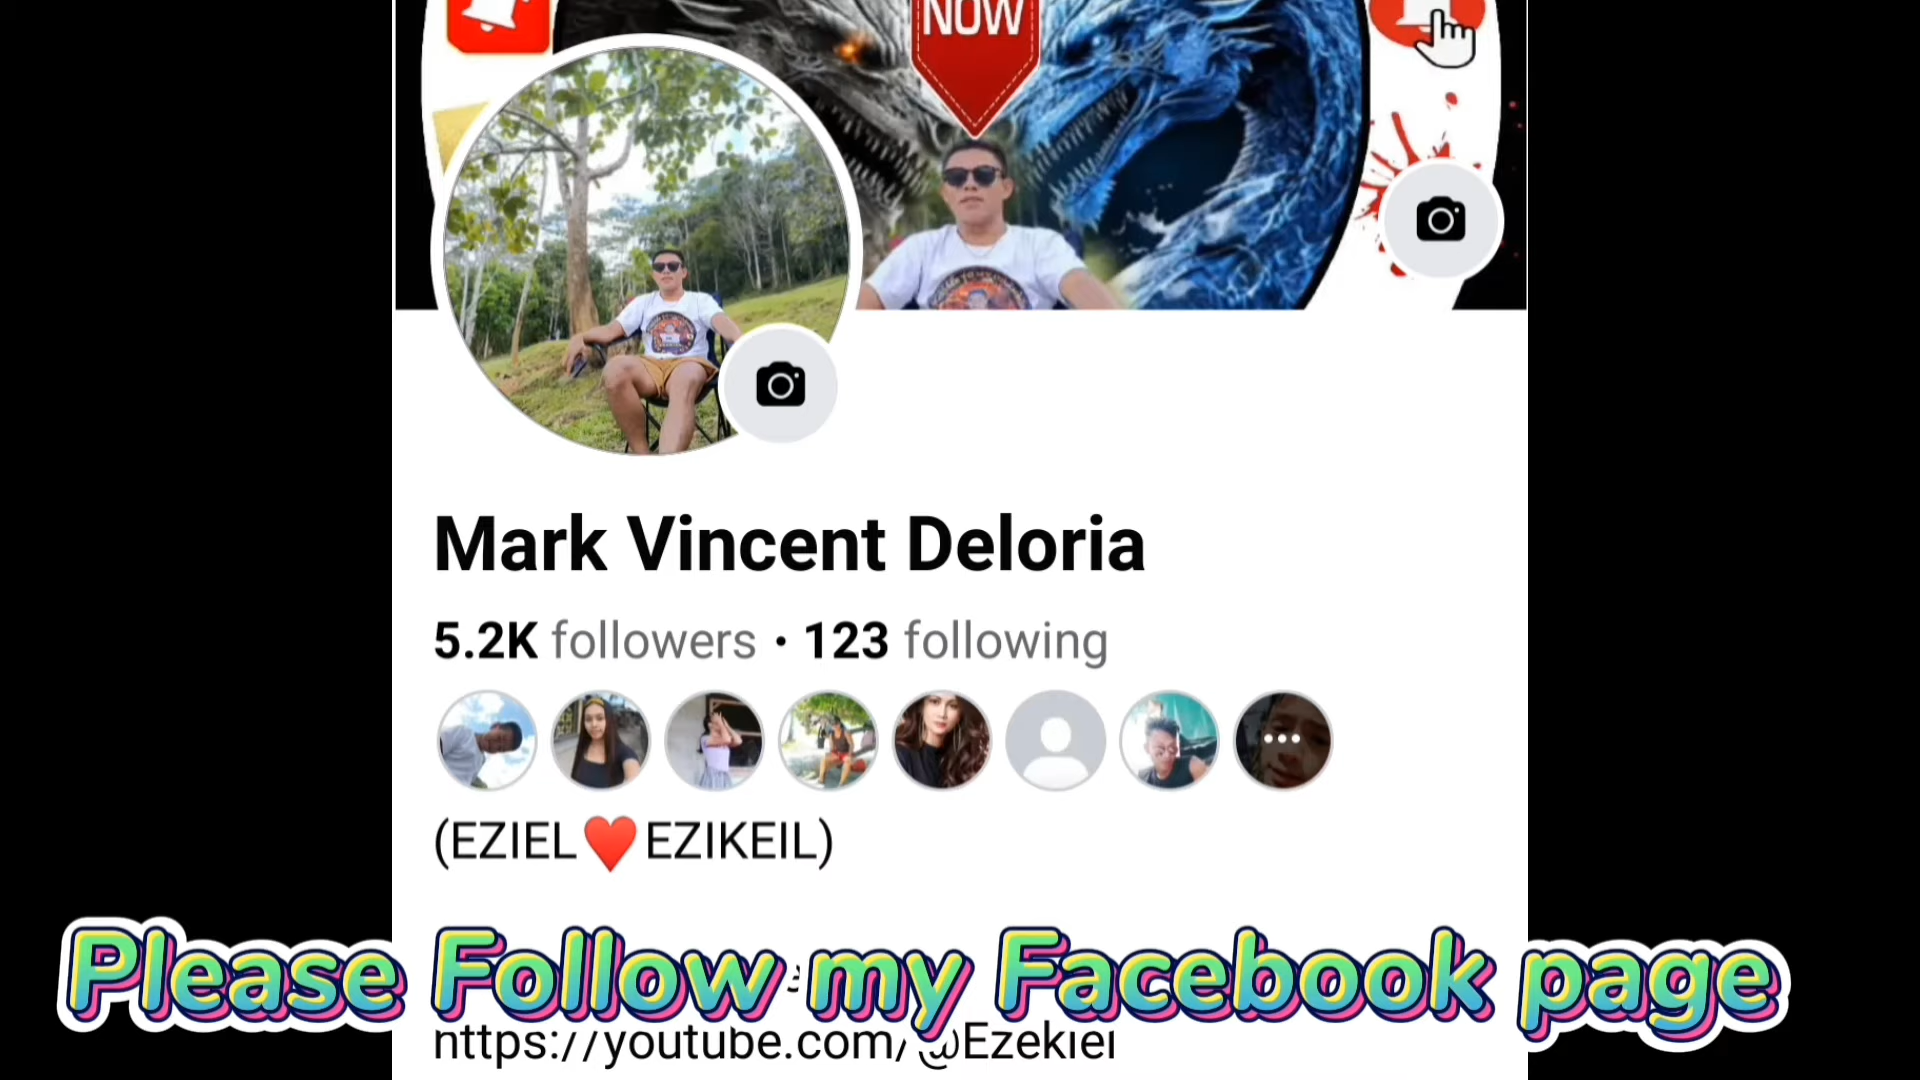 NOW
Mark Vincent Deloria
5.2K followers • 123 following
(EZIEL❤️EZIKEIL)
Please Follow my Facebook page
https://youtube.com/@Ezekiel